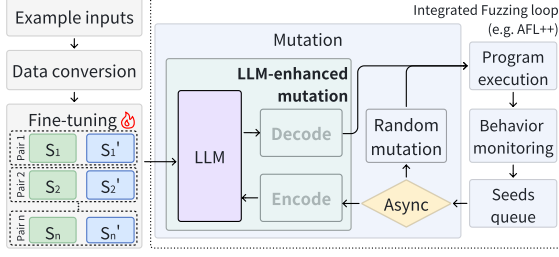 Example inputs
Data conversion
Fine-tuning
Pair 1
S1
S1'
Pair 2
S2
S2'
Pair n
Sn
Sn'
Integrated Fuzzing loop
(e.g. AFL++)
Mutation
LLM-enhanced
mutation
LLM
Decode
Encode
Random
mutation
Async
Program
execution
Behavior
monitoring
Seeds
queue